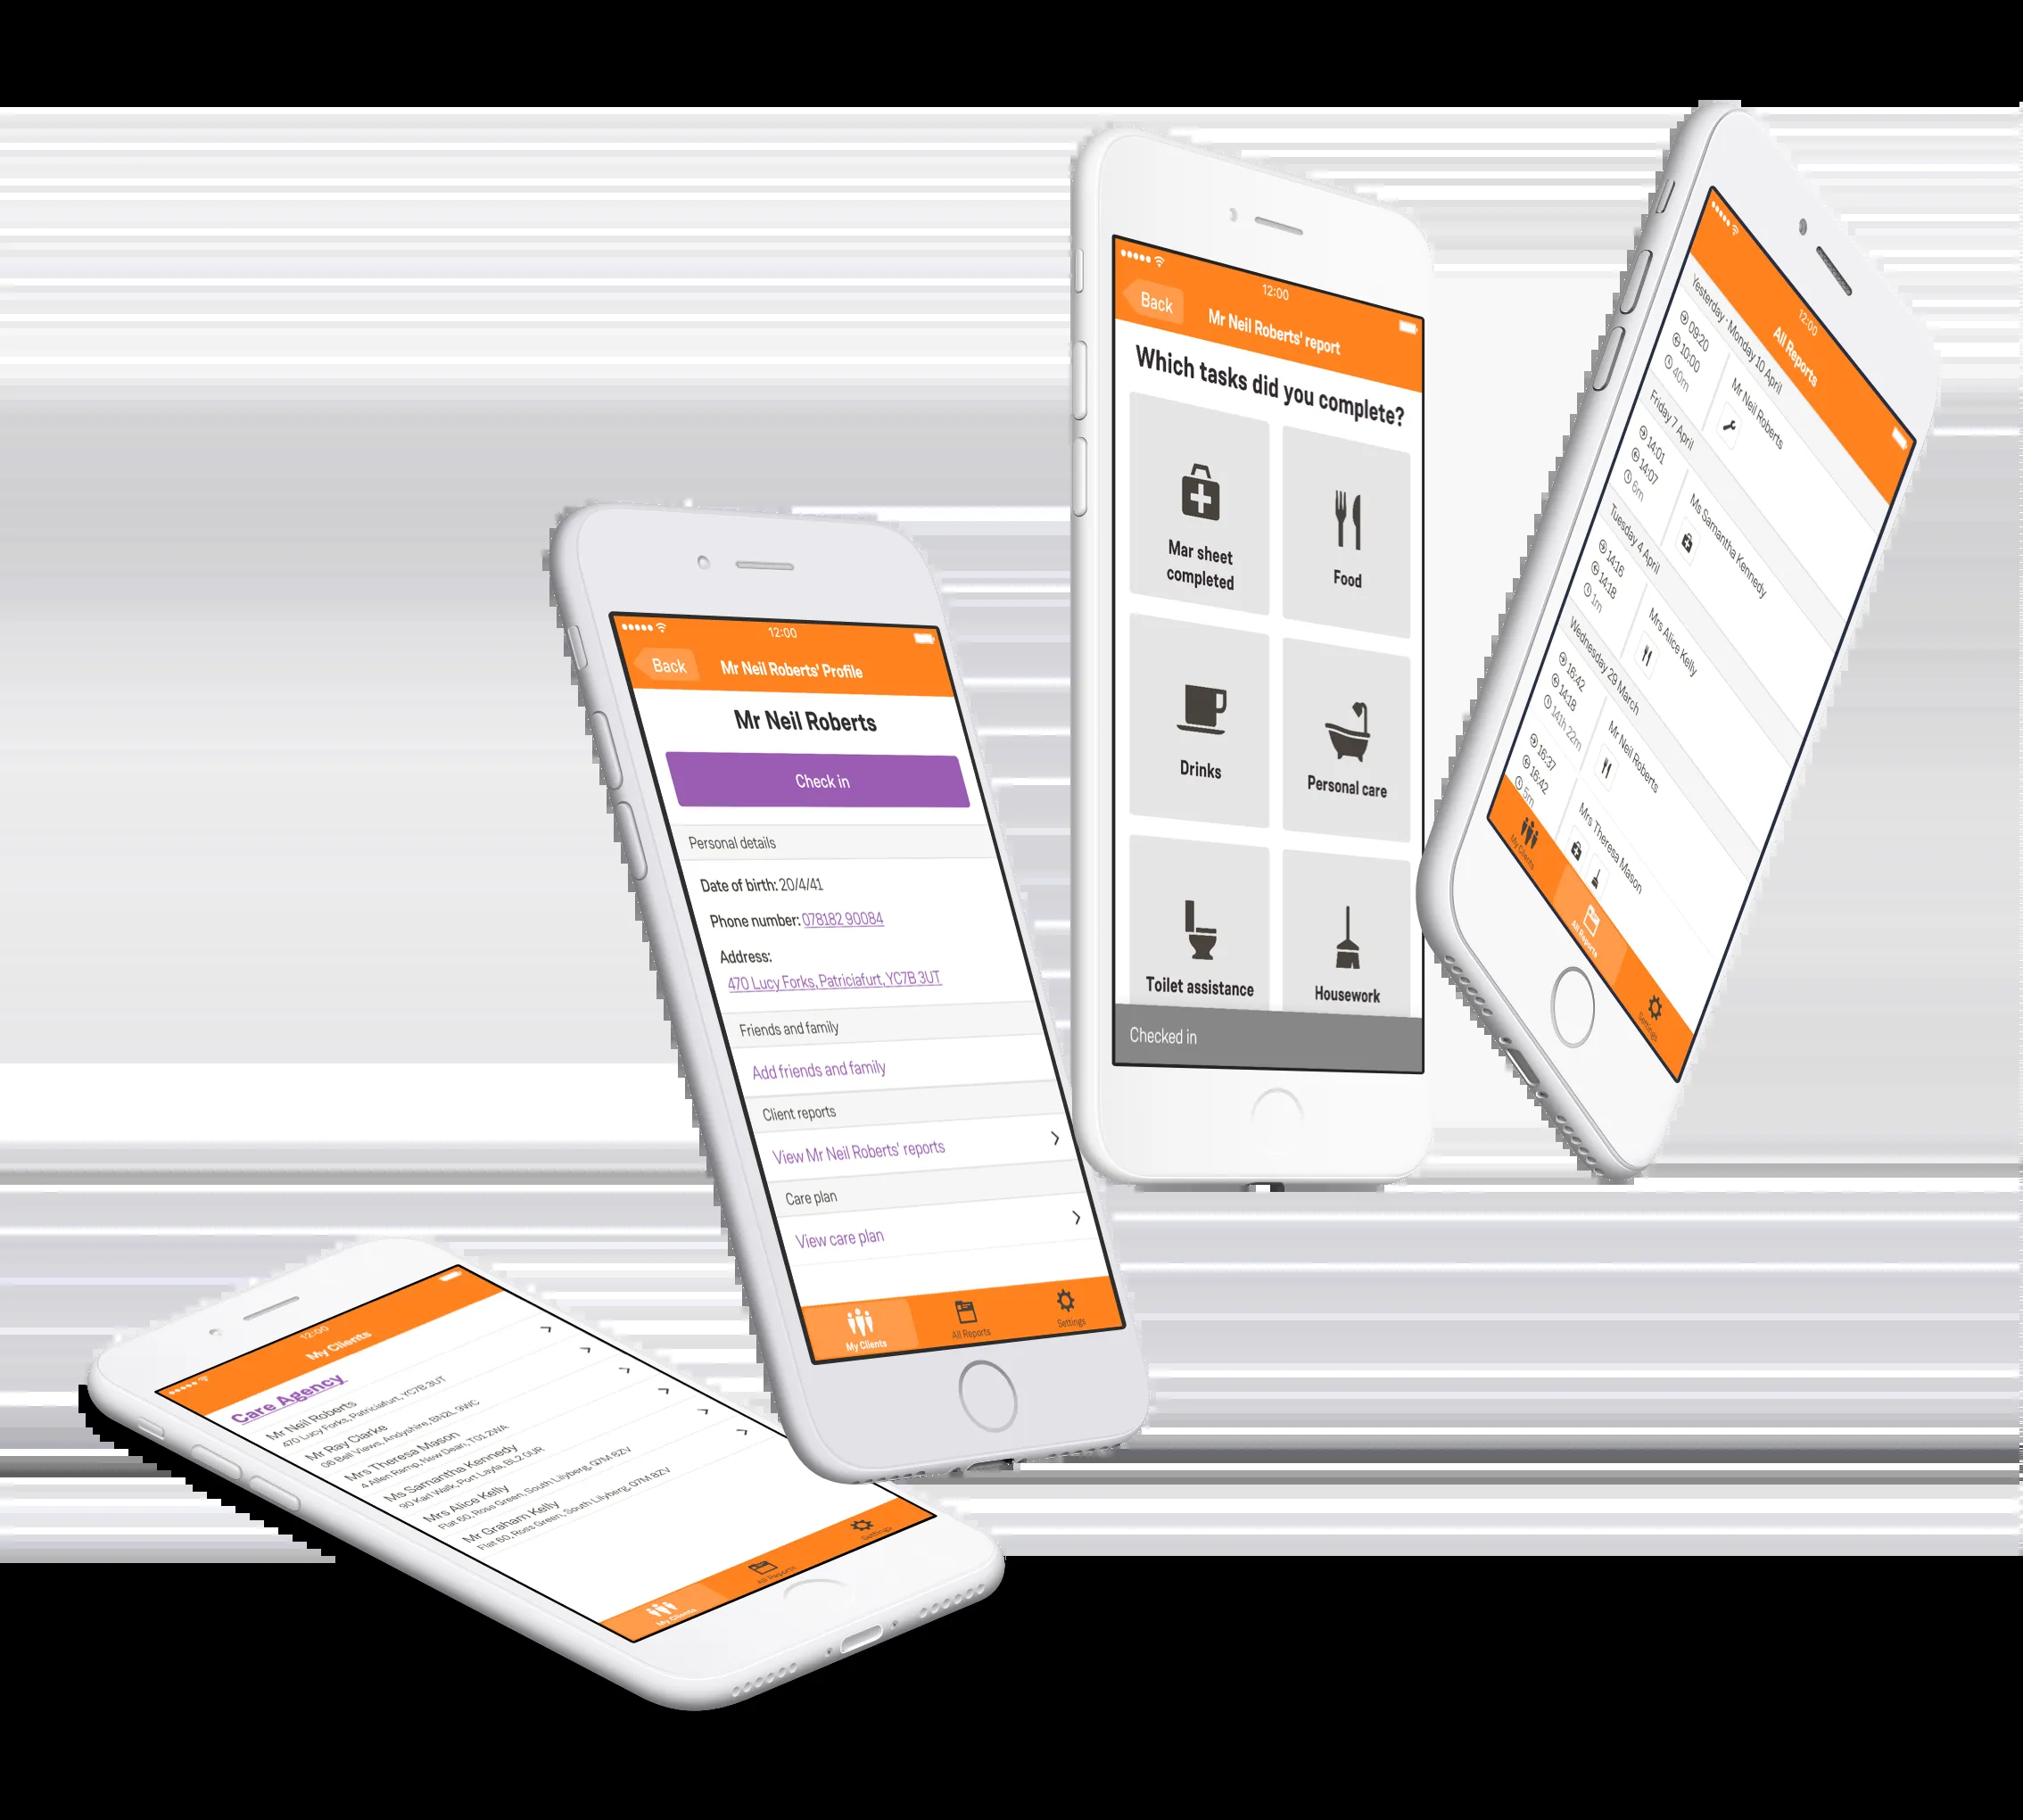 12:00
My Clients
Care Agency
Mr Neil Roberts
470 Lucy Forks, Patriciafurt, YC7B 3UT
Mr Ray Clarke
06 Bell Views, Andyshire, BN2L 9WC
Mrs Theresa Mason
4 Allen Ramp, New Dean, T01 2WA
Ms Samantha Kennedy
90 Karl Walk, Port Layla, BL2 0UR
Mrs Alice Kelly
Flat 60, Ross Green, South Lilyberg, Q7M 8ZV
Mr Graham Kelly
Flat 60, Ross Green, South Lilyberg, 07M 8ZV
My Clients
All Reports
Settings
12:00
Back
Mr Neil Roberts' Profile
Mr Neil Roberts
Check in
Personal details
Date of birth: 20/4/41
Phone number: 078182 90084
Address:
470 Lucy Forks, Patriciafurt, YC7B 3UT
Friends and family
Add friends and family
Client reports
View Mr Neil Roberts' reports
Care plan
View care plan
My Clients
All Reports
Settings
12:00
Back
Mr Neil Roberts' report
Which tasks did you complete?
Mar sheet
completed
Food
Drinks
Personal care
Toilet assistance
Housework
Checked in
12:00
All Reports
Yesterday - Monday 10 April
09:20
10:00
40m
Mr Neil Roberts
Friday 7 April
14:01
14:07
6m
Ms Samantha Kennedy
Tuesday 4 April
14:16
14:18
1m
Mrs Alice Kelly
Wednesday 29 March
16:42
14:18
141h 22m
Mr Neil Roberts
16:37
16:42
5m
Mrs Theresa Mason
My Clients
All Reports
Settings